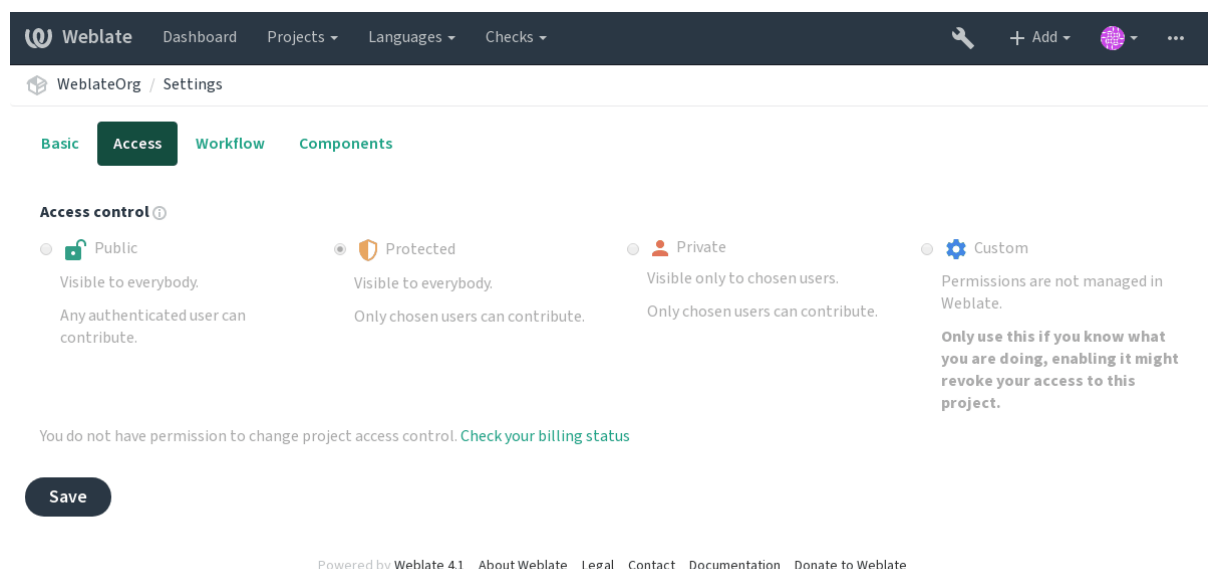 Weblate Dashboard Projects Languages Checks Add
WeblateOrg / Settings
Basic Access Workflow Components
Access control
Public
Visible to everybody.
Any authenticated user can
contribute.
Protected
Visible to everybody.
Only chosen users can contribute.
Private
Visible only to chosen users.
Only chosen users can contribute.
Custom
Permissions are not managed in
Weblate.
Only use this if you know what
you are doing, enabling it might
revoke your access to this
project.
You do not have permission to change project access control. Check your billing status
Save
Powered by Weblate 4.1 About Weblate Legal Contact Documentation Donate to Weblate